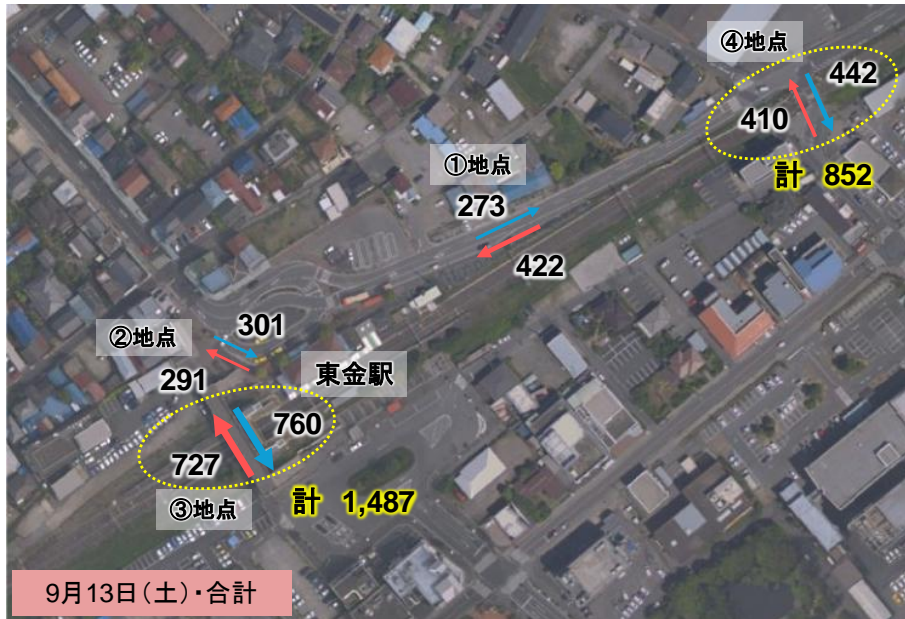 ④地点
442
410
計 852
①地点
273
422
②地点
301
291
東金駅
760
727
③地点
計 1,487
9月13日(土)・合計